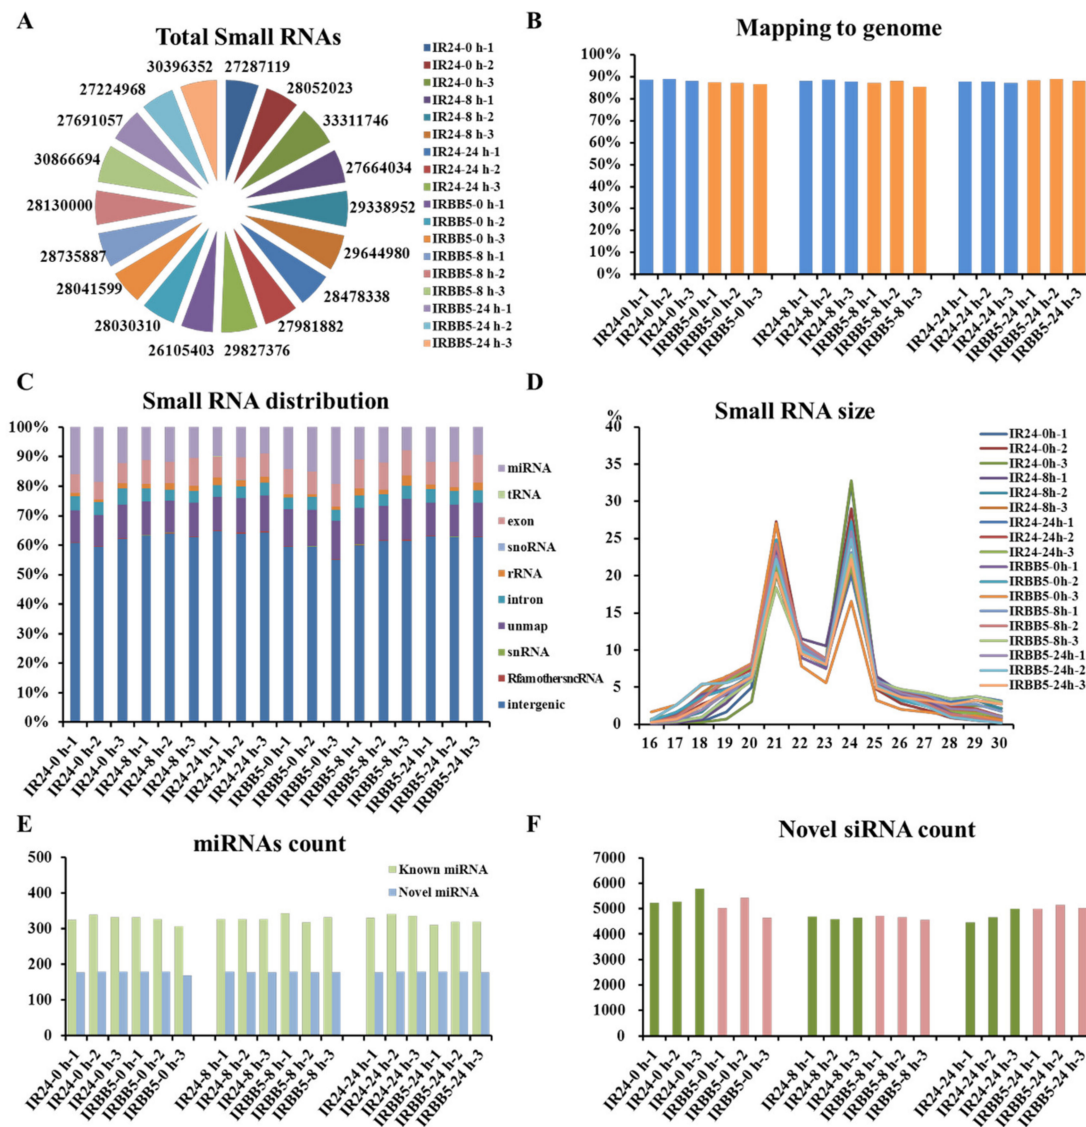 A
Total Small RNAs
27287119
28052023
33311746
27664034
29338952
29644980
28478338
27981882
29827376
26105403
28030310
28041599
28735887
28130000
30866694
27691057
27224968
30396352
IR24-0 h-1
IR24-0 h-2
IR24-0 h-3
IR24-8 h-1
IR24-8 h-2
IR24-8 h-3
IR24-24 h-1
IR24-24 h-2
IR24-24 h-3
IRBB5-0 h-1
IRBB5-0 h-2
IRBB5-0 h-3
IRBB5-8 h-1
IRBB5-8 h-2
IRBB5-8 h-3
IRBB5-24 h-1
IRBB5-24 h-2
IRBB5-24 h-3
B
Mapping to genome
100%
90%
80%
70%
60%
50%
40%
30%
20%
10%
0%
IR24-0 h-1
IR24-0 h-2
IR24-0 h-3
IRBB5-0 h-1
IRBB5-0 h-2
IRBB5-0 h-3
IR24-8 h-1
IR24-8 h-2
IR24-8 h-3
IRBB5-8 h-1
IRBB5-8 h-2
IRBB5-8 h-3
IR24-24 h-1
IR24-24 h-2
IR24-24 h-3
IRBB5-24 h-1
IRBB5-24 h-2
IRBB5-24 h-3
C
Small RNA distribution
100%
90%
80%
70%
60%
50%
40%
30%
20%
10%
0%
IR24-0 h-1
IR24-0 h-2
IR24-0 h-3
IR24-8 h-1
IR24-8 h-2
IR24-8 h-3
IR24-24 h-1
IR24-24 h-2
IR24-24 h-3
IRBB5-0 h-1
IRBB5-0 h-2
IRBB5-0 h-3
IRBB5-8 h-1
IRBB5-8 h-2
IRBB5-8 h-3
IRBB5-24 h-1
IRBB5-24 h-2
IRBB5-24 h-3
miRNA
tRNA
exon
snoRNA
rRNA
intron
unmap
snRNA
RfamothersncRNA
intergenic
D
Small RNA size
%
40
35
30
25
20
15
10
5
0
16 17 18 19 20 21 22 23 24 25 26 27 28 29 30
IR24-0h-1
IR24-0h-2
IR24-0h-3
IR24-8h-1
IR24-8h-2
IR24-8h-3
IR24-24h-1
IR24-24h-2
IR24-24h-3
IRBB5-0h-1
IRBB5-0h-2
IRBB5-0h-3
IRBB5-8h-1
IRBB5-8h-2
IRBB5-8h-3
IRBB5-24h-1
IRBB5-24h-2
IRBB5-24h-3
E
miRNAs count
500
400
300
200
100
0
Known miRNA
Novel miRNA
IR24-0 h-1
IR24-0 h-2
IR24-0 h-3
IRBB5-0 h-1
IRBB5-0 h-2
IRBB5-0 h-3
IR24-8 h-1
IR24-8 h-2
IR24-8 h-3
IRBB5-8 h-1
IRBB5-8 h-2
IRBB5-8 h-3
IR24-24 h-1
IR24-24 h-2
IR24-24 h-3
IRBB5-24 h-1
IRBB5-24 h-2
IRBB5-24 h-3
F
Novel siRNA count
7000
6000
5000
4000
3000
2000
1000
0
IR24-0 h-1
IR24-0 h-2
IR24-0 h-3
IRBB5-0 h-1
IRBB5-0 h-2
IRBB5-0 h-3
IR24-8 h-1
IR24-8 h-2
IR24-8 h-3
IRBB5-8 h-1
IRBB5-8 h-2
IRBB5-8 h-3
IR24-24 h-1
IR24-24 h-2
IR24-24 h-3
IRBB5-24 h-1
IRBB5-24 h-2
IRBB5-24 h-3